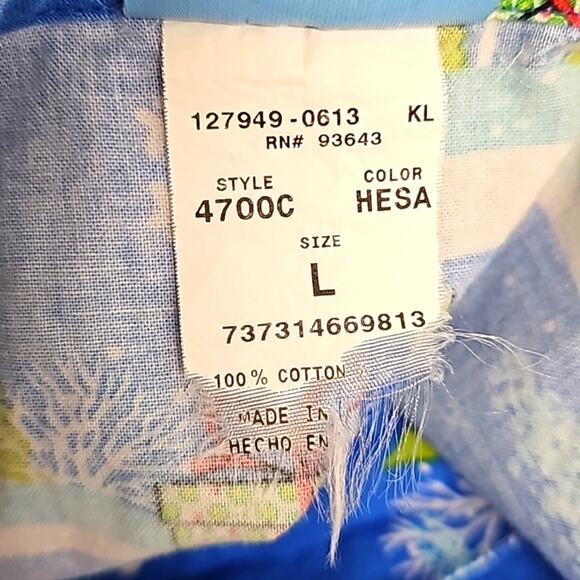 127949-0613 KL
RN# 93643
STYLE COLOR
4700C HESA
SIZE
L
737314669813
100% COTTON
MADE IN
HECHO EN